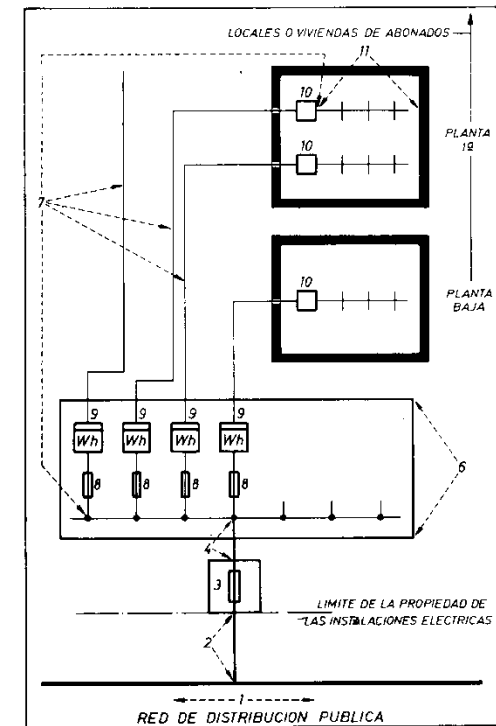 LOCALES O VIVIENDAS DE ABONADOS
11
10
PLANTA
1º
10
7
10
PLANTA
BAJA
9 9 9 9
Wh Wh Wh Wh
6
8 8 8 8
4
3
LIMITE DE LA PROPIEDAD DE
LAS INSTALACIONES ELECTRICAS
2
1
RED DE DISTRIBUCION PUBLICA